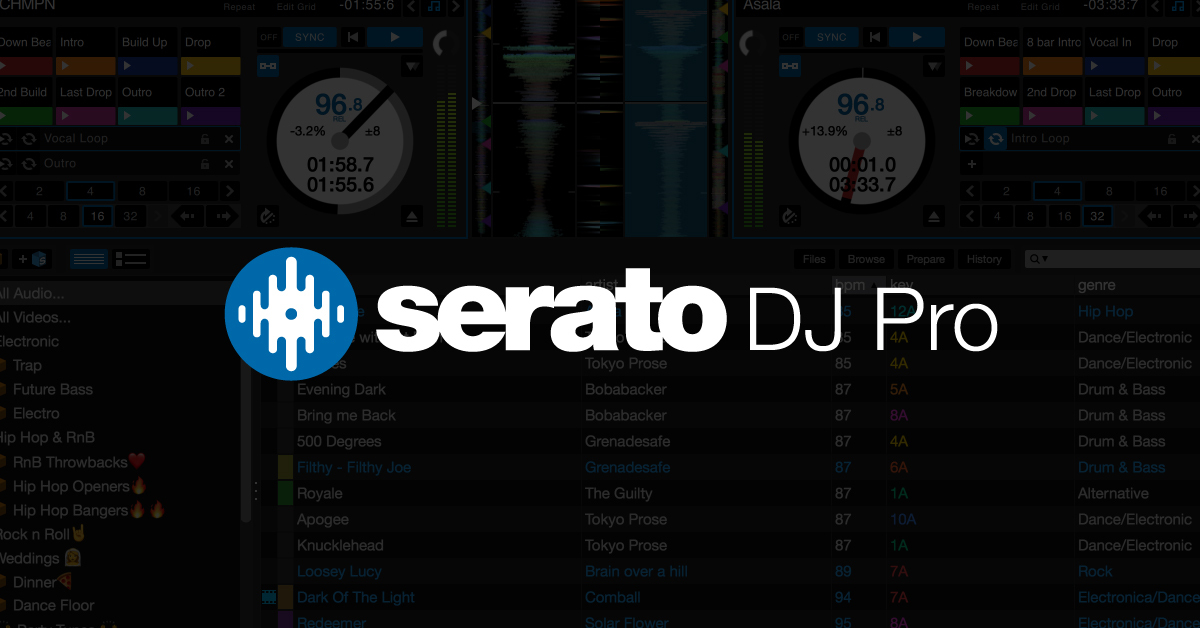 CHMPN Repeat Edit Grid -01:55:6 Asala Repeat Edit Grid -03:33:7
OFF SYNC OFF SYNC
Down Bea Intro Build Up Drop
Down Bea 8 bar Intro Vocal In Drop
2nd Build Last Drop Outro Outro 2
Breakdow 2nd Drop Last Drop Outro
96.8 REL
-3.2% ±8
01:58.7
01:55.6
96.8 REL
+13.9% ±8
00:01.0
03:33.7
Vocal Loop
Outro
Intro Loop
2 4 8 16
4 8 16 32
2 4 8 16
4 8 16 32
Files Browse Prepare History
serato DJ Pro
All Audio...
All Videos...
Electronic
Trap
Future Bass
Electro
Hip Hop & RnB
RnB Throwbacks❤️
Hip Hop Openers🔥
Hip Hop Bangers🔥🔥
Rock n Roll🤘
Weddings 👰
Dinner🍕
Dance Floor
artist bpm key genre
85 12A Hip Hop
85 4A Dance/Electronic
Tokyo Prose 85 4A Dance/Electronic
Evening Dark Bobabacker 87 5A Drum & Bass
Bring me Back Bobabacker 87 8A Drum & Bass
500 Degrees Grenadesafe 87 4A Drum & Bass
Filthy - Filthy Joe Grenadesafe 87 6A Drum & Bass
Royale The Guilty 87 1A Alternative
Apogee Tokyo Prose 87 10A Dance/Electronic
Knucklehead Tokyo Prose 87 1A Dance/Electronic
Loosey Lucy Brain over a hill 89 7A Rock
Dark Of The Light Comball 94 7A Electronica/Dance
Redeemer Solar Flower 95 8A Electronica/Dance